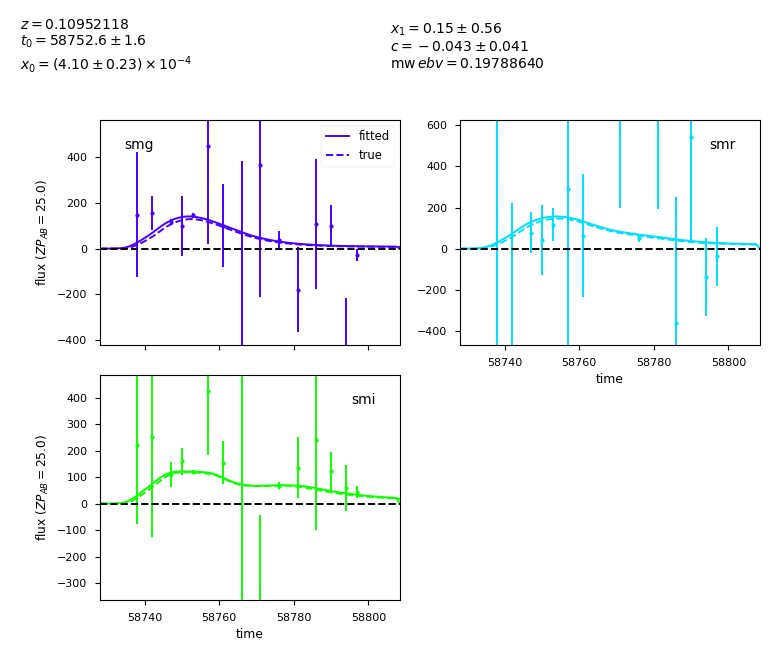 z = 0.10952118
t₀ = 58752.6 ± 1.6
x₀ = (4.10 ± 0.23) × 10⁻⁴
x₁ = 0.15 ± 0.56
c = −0.043 ± 0.041
mw ebv = 0.19788640
smg
fitted
true
400
200
0
−200
−400
flux (ZP_AB = 25.0)
smr
600
400
200
0
−200
−400
58740 58760 58780 58800
time
smi
400
300
200
100
0
−100
−200
−300
flux (ZP_AB = 25.0)
58740 58760 58780 58800
time